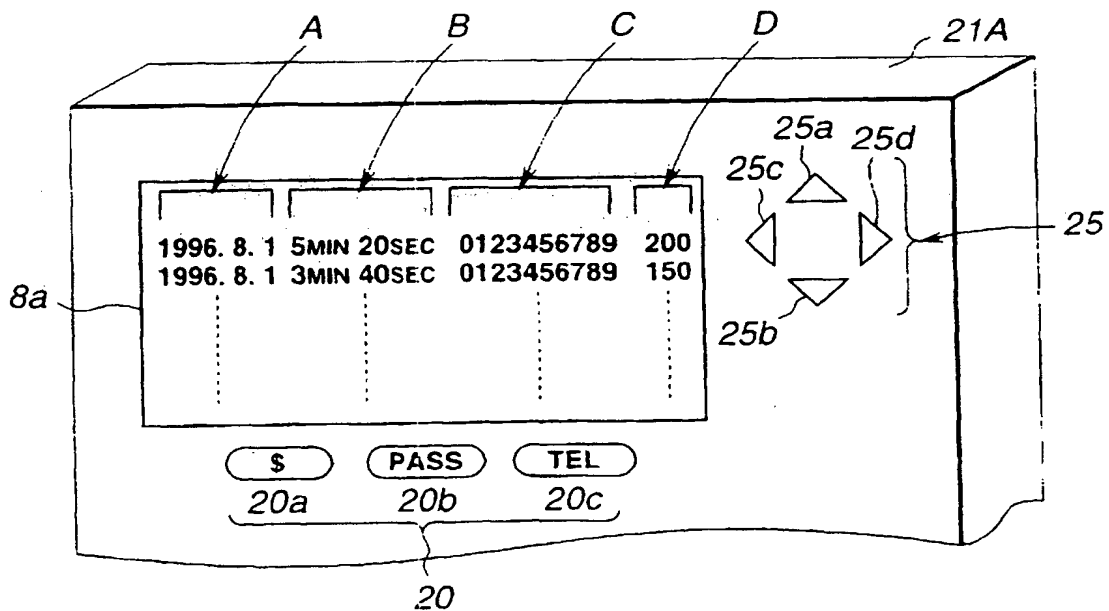 A B C D 21A
25a 25d
25c
1996. 8. 1 5MIN 20SEC 0123456789 200
25
1996. 8. 1 3MIN 40SEC 0123456789 150
8a
25b
$ PASS TEL
20a 20b 20c
20